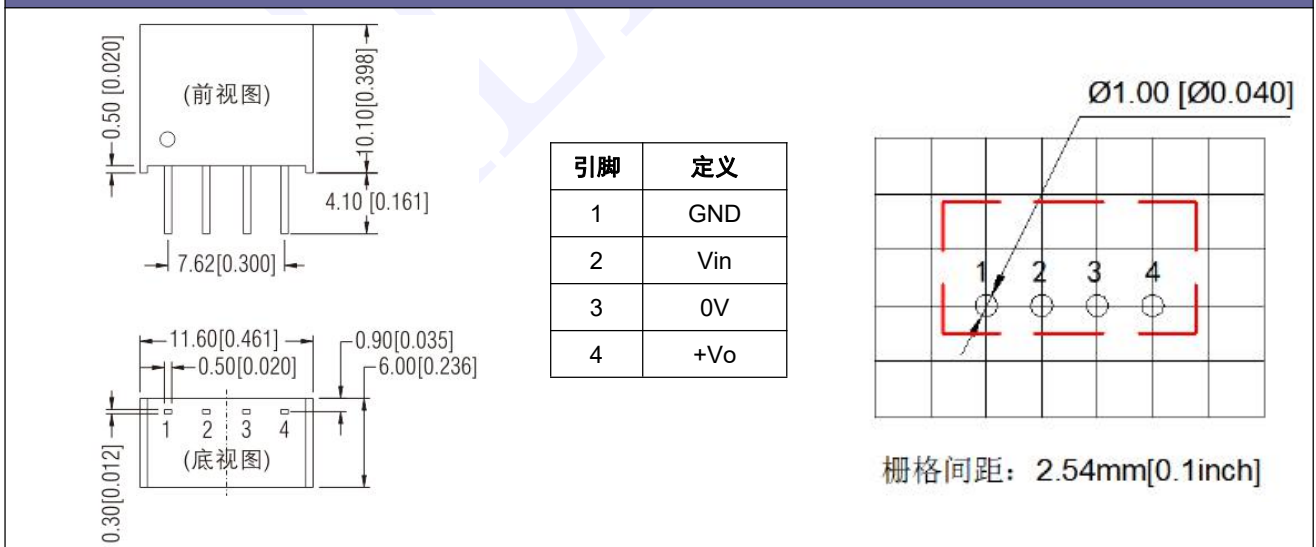 0.50 [0.020]
(前视图)
10.10[0.398]
4.10 [0.161]
7.62[0.300]
11.60[0.461]
0.50[0.020]
0.90[0.035]
6.00[0.236]
1 2 3 4
(底视图)
0.30[0.012]
引脚 定义
1 GND
2 Vin
3 0V
4 +Vo
Ø1.00 [Ø0.040]
1 2 3 4
栅格间距：2.54mm[0.1inch]